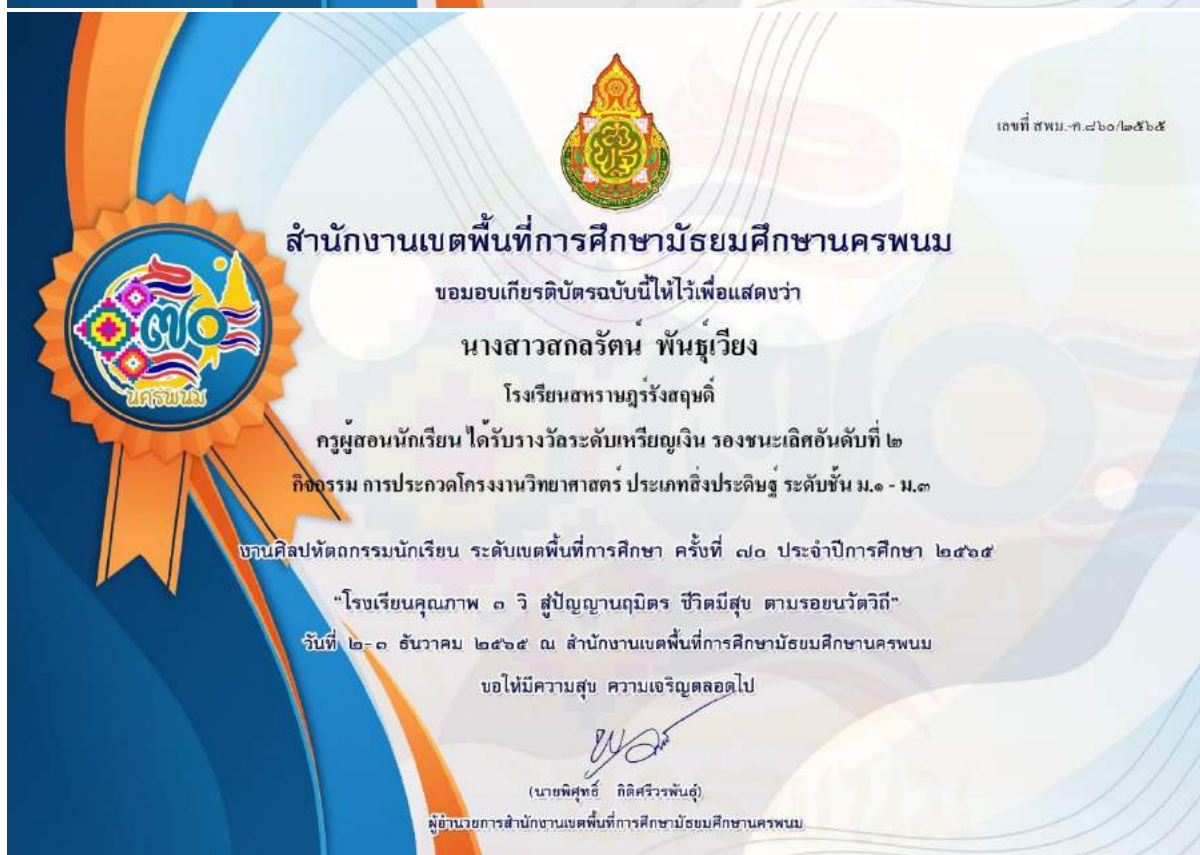 เลขที่ สพม.-ค.๘๖๐/๒๕๖๕
สำนักงานเขตพื้นที่การศึกษามัธยมศึกษานครพนม
ขอมอบเกียรติบัตรฉบับนี้ให้ไว้เพื่อแสดงว่า
นางสาวสกลรัตน์ พันธุ์เวียง
โรงเรียนสหราษฎร์รังสฤษดิ์
ครูผู้สอนนักเรียน ได้รับรางวัลระดับเหรียญเงิน รองชนะเลิศอันดับที่ ๒
กิจกรรม การประกวดโครงงานวิทยาศาสตร์ ประเภทสิ่งประดิษฐ์ ระดับชั้น ม.๑ - ม.๓
งานศิลปหัตถกรรมนักเรียน ระดับเขตพื้นที่การศึกษา ครั้งที่ ๗๐ ประจำปีการศึกษา ๒๕๖๕
"โรงเรียนคุณภาพ ๓ วิ สู่ปัญญานฤมิตร ชีวิตมีสุข ตามรอยนวัตวิถี"
วันที่ ๒-๓ ธันวาคม ๒๕๖๕ ณ สำนักงานเขตพื้นที่การศึกษามัธยมศึกษานครพนม
ขอให้มีความสุข ความเจริญตลอดไป
(นายพิศุทธิ์ กิติศรีวรพันธุ์)
ผู้อำนวยการสำนักงานเขตพื้นที่การศึกษามัธยมศึกษานครพนม
๗๐
นครพนม